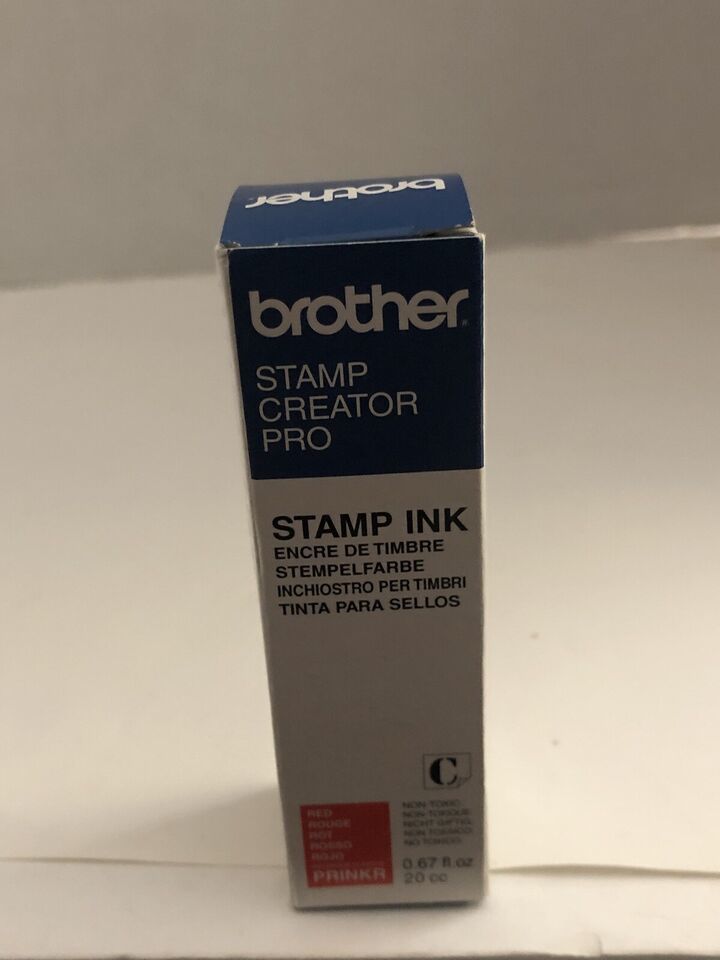 brother
brother
STAMP
CREATOR
PRO
STAMP INK
ENCRE DE TIMBRE
STEMPELFARBE
INCHIOSTRO PER TIMBRI
TINTA PARA SELLOS
C
RED
ROUGE
ROT
ROSSO
ROJO
PRINKR
NON-TOXIC.
NON-TOXIQUE.
NICHT GIFTIG.
NON TOSSICO.
NO TOXICO.
0.67 fl.oz
20 cc